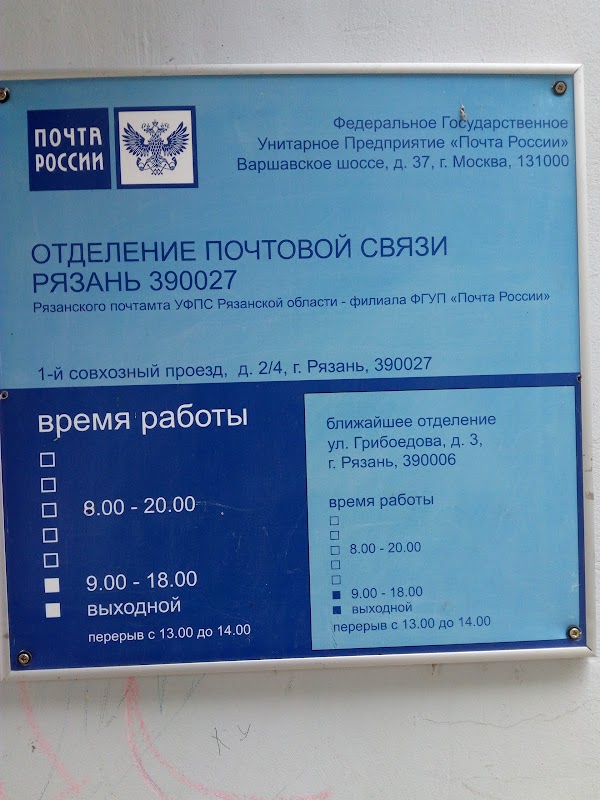 ПОЧТА
РОССИИ
Федеральное Государственное
Унитарное Предприятие «Почта России»
Варшавское шоссе, д. 37, г. Москва, 131000
ОТДЕЛЕНИЕ ПОЧТОВОЙ СВЯЗИ
РЯЗАНЬ 390027
Рязанского почтамта УФПС Рязанской области - филиала ФГУП «Почта России»
1-й совхозный проезд, д. 2/4, г. Рязань, 390027
время работы
8.00 - 20.00
9.00 - 18.00
выходной
перерыв с 13.00 до 14.00
ближайшее отделение
ул. Грибоедова, д. 3,
г. Рязань, 390006
время работы
8.00 - 20.00
9.00 - 18.00
выходной
перерыв с 13.00 до 14.00
ху